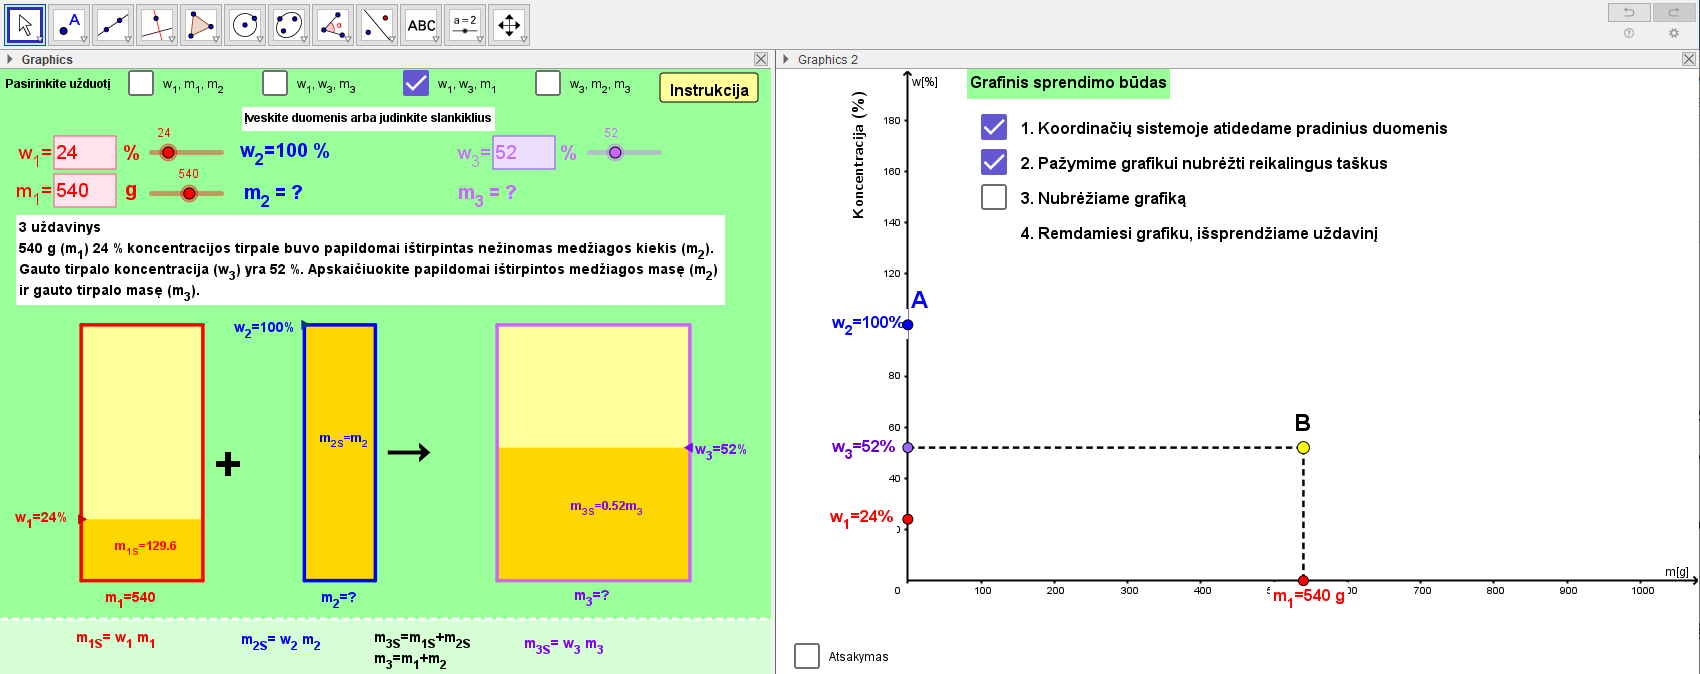 A
ABC
a = 2
Graphics
Graphics 2
Pasirinkite užduotį
w1, m1, m2
w1, w3, m3
w1, w3, m1
w3, m2, m3
Instrukcija
Įveskite duomenis arba judinkite slankiklius
w1= 24 %
24
w2=100 %
w3= 52 %
52
m1= 540 g
540
m2 = ?
m3 = ?
3 uždavinys
540 g (m1) 24 % koncentracijos tirpale buvo papildomai ištirpintas nežinomas medžiagos kiekis (m2).
Gauto tirpalo koncentracija (w3) yra 52 %. Apskaičiuokite papildomai ištirpintos medžiagos masę (m2)
ir gauto tirpalo masę (m3).
w2=100%
m2S=m2
w3=52%
m3S=0.52m3
w1=24%
m1S=129.6
m1=540
m2=?
m3=?
m1S= w1 m1
m2S= w2 m2
m3S=m1S+m2S
m3=m1+m2
m3S= w3 m3
w[%]
Grafinis sprendimo būdas
Koncentracija (%)
1. Koordinačių sistemoje atidedame pradinius duomenis
2. Pažymime grafikui nubrėžti reikalingus taškus
3. Nubrėžiame grafiką
4. Remdamiesi grafiku, išsprendžiame uždavinį
180
160
140
120
A
w2=100%
80
60
B
w3=52%
40
w1=24%
0
m[g]
0 100 200 300 400 600 700 800 900 1000
m1=540 g
Atsakymas